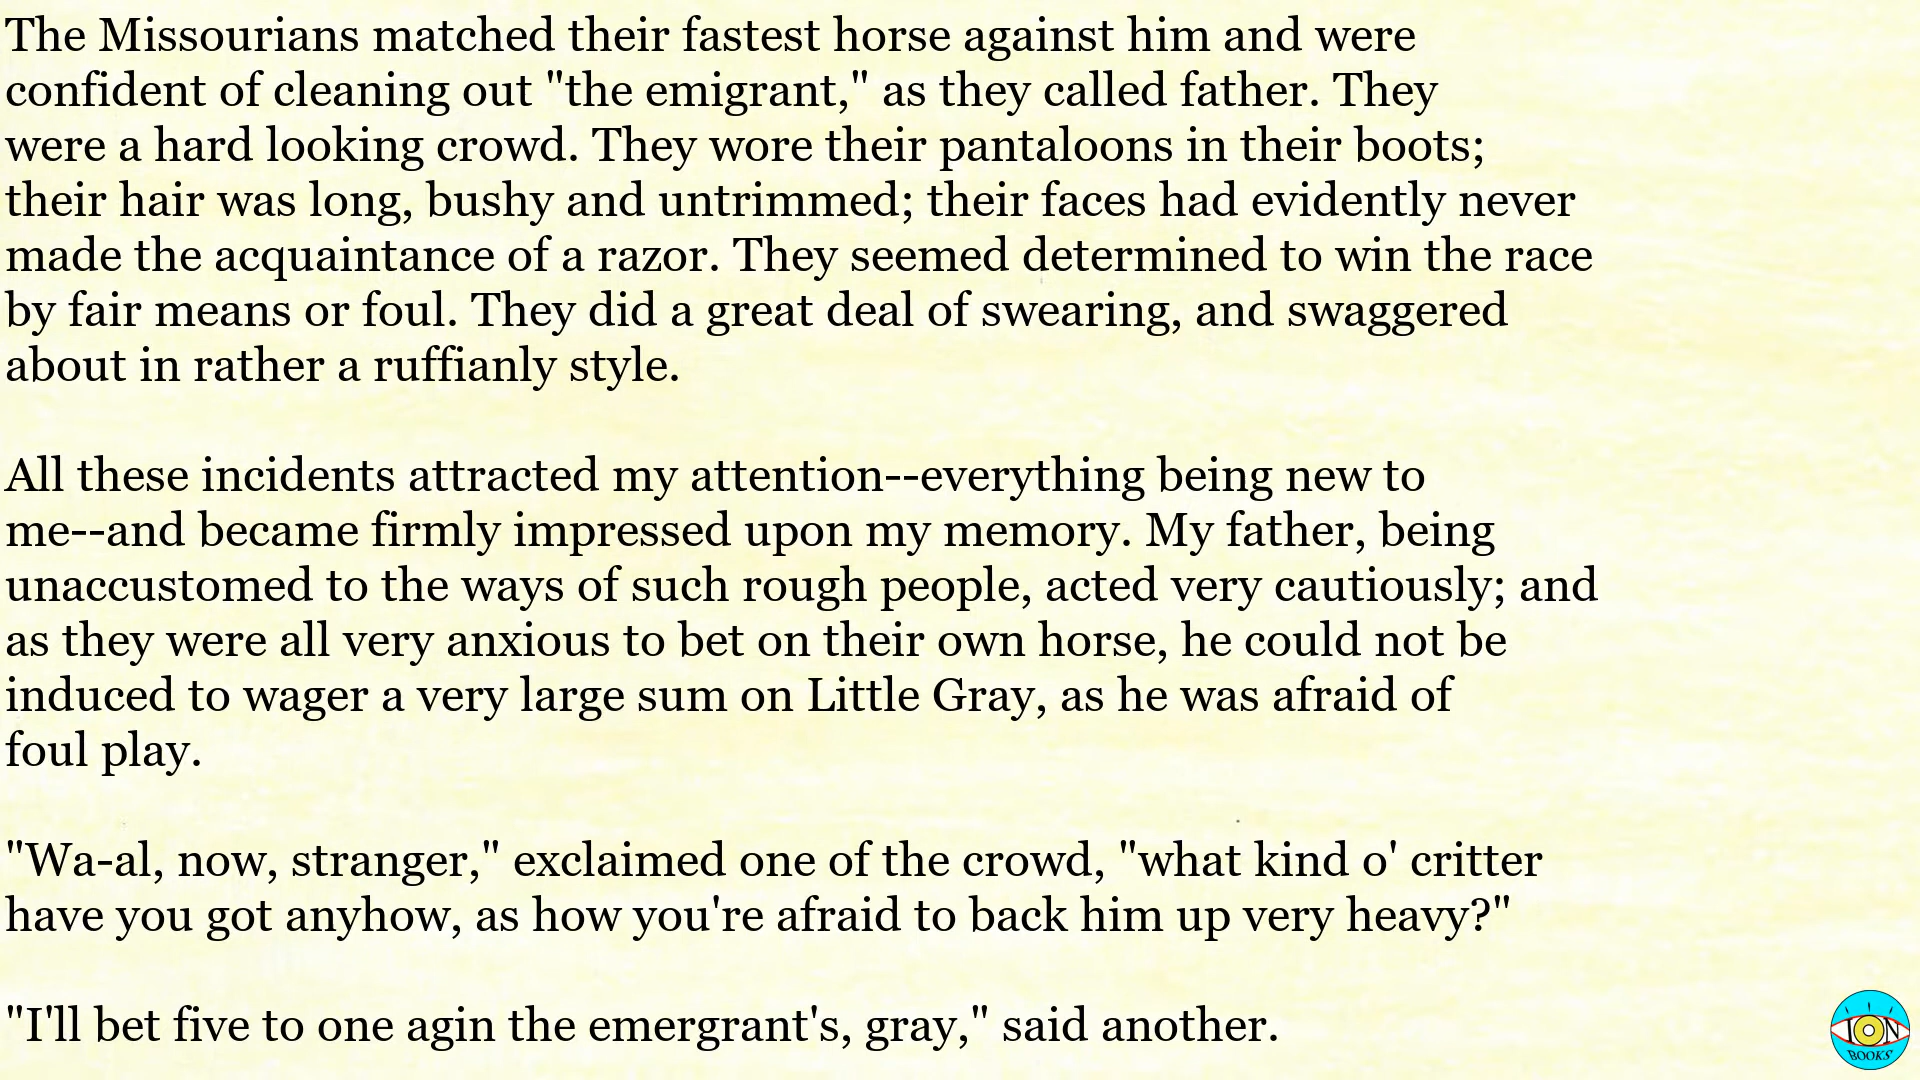 The Missourians matched their fastest horse against him and were
confident of cleaning out "the emigrant," as they called father. They
were a hard looking crowd. They wore their pantaloons in their boots;
their hair was long, bushy and untrimmed; their faces had evidently never
made the acquaintance of a razor. They seemed determined to win the race
by fair means or foul. They did a great deal of swearing, and swaggered
about in rather a ruffianly style.
All these incidents attracted my attention--everything being new to
me--and became firmly impressed upon my memory. My father, being
unaccustomed to the ways of such rough people, acted very cautiously; and
as they were all very anxious to bet on their own horse, he could not be
induced to wager a very large sum on Little Gray, as he was afraid of
foul play.
"Wa-al, now, stranger," exclaimed one of the crowd, "what kind o' critter
have you got anyhow, as how you're afraid to back him up very heavy?"
"I'll bet five to one agin the emergrant's, gray," said another.
ION
BOOKS